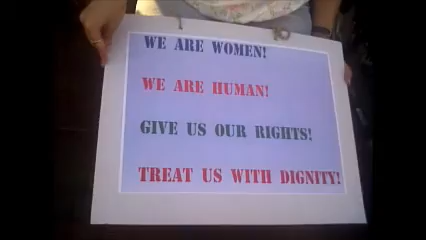 WE ARE WOMEN!
WE ARE HUMAN!
GIVE US OUR RIGHTS!
TREAT US WITH DIGNITY!